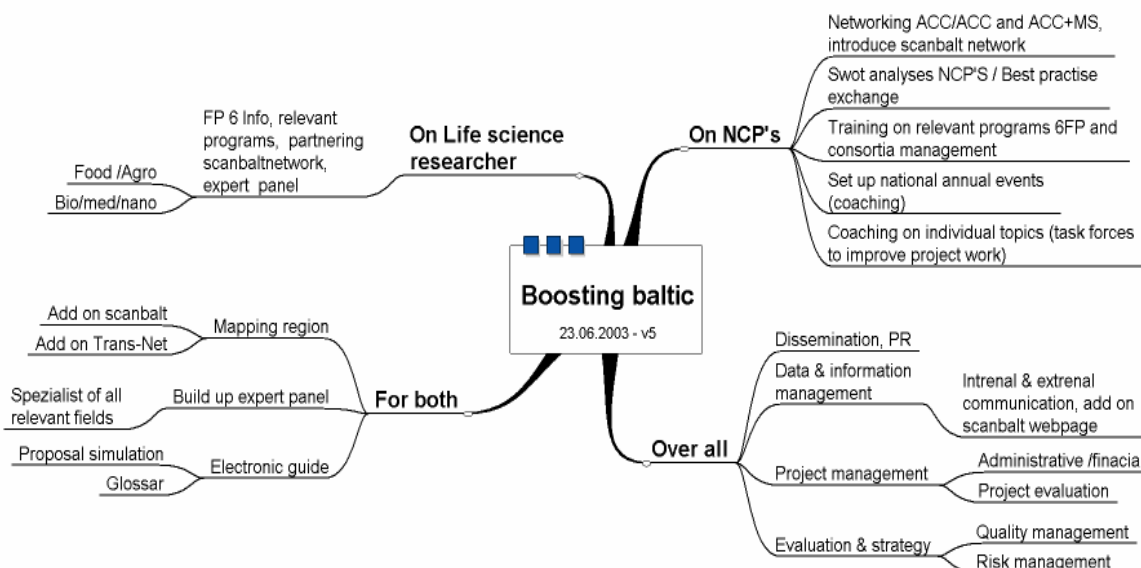 Networking ACC/ACC and ACC+MS,
introduce scanbalt network
Swot analyses NCP'S / Best practise
exchange
Training on relevant programs 6FP and
consortia management
Set up national annual events
(coaching)
Coaching on individual topics (task forces
to improve project work)
On NCP's
On Life science
researcher
FP 6 Info, relevant
programs, partnering
scanbaltnetwork,
expert panel
Food /Agro
Bio/med/nano
Boosting baltic
23.06.2003 - v5
For both
Mapping region
Add on scanbalt
Add on Trans-Net
Build up expert panel
Spezialist of all
relevant fields
Electronic guide
Proposal simulation
Glossar
Over all
Dissemination, PR
Data & information
management
Intrenal & extrenal
communication, add on
scanbalt webpage
Project management
Administrative /finacia
Project evaluation
Evaluation & strategy
Quality management
Risk management